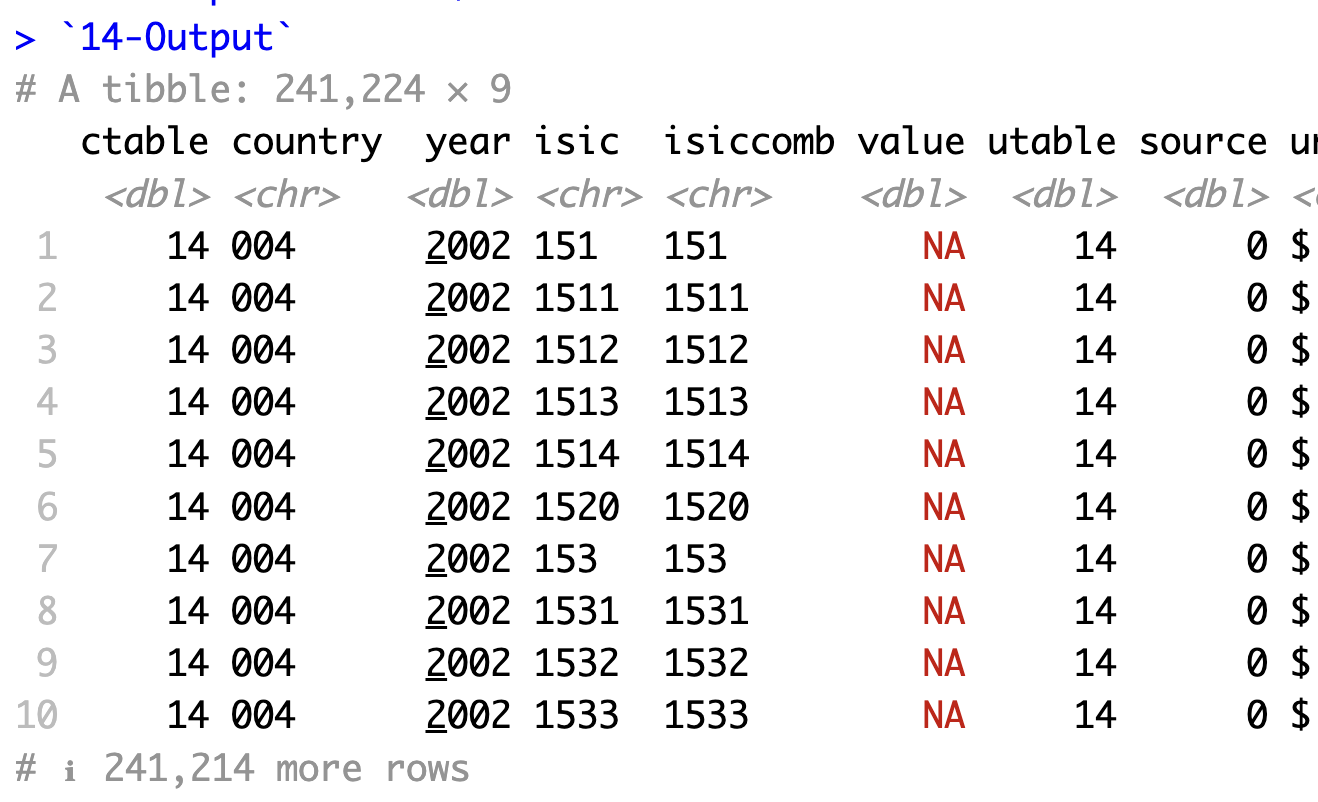 > `14-Output`
# A tibble: 241,224 × 9
ctable country year isic isiccomb value utable source
<dbl> <chr> <dbl> <chr> <chr> <dbl> <dbl> <dbl>
1 14 004 2002 151 151 NA 14 0 $
2 14 004 2002 1511 1511 NA 14 0 $
3 14 004 2002 1512 1512 NA 14 0 $
4 14 004 2002 1513 1513 NA 14 0 $
5 14 004 2002 1514 1514 NA 14 0 $
6 14 004 2002 1520 1520 NA 14 0 $
7 14 004 2002 153 153 NA 14 0 $
8 14 004 2002 1531 1531 NA 14 0 $
9 14 004 2002 1532 1532 NA 14 0 $
10 14 004 2002 1533 1533 NA 14 0 $
# ℹ 241,214 more rows